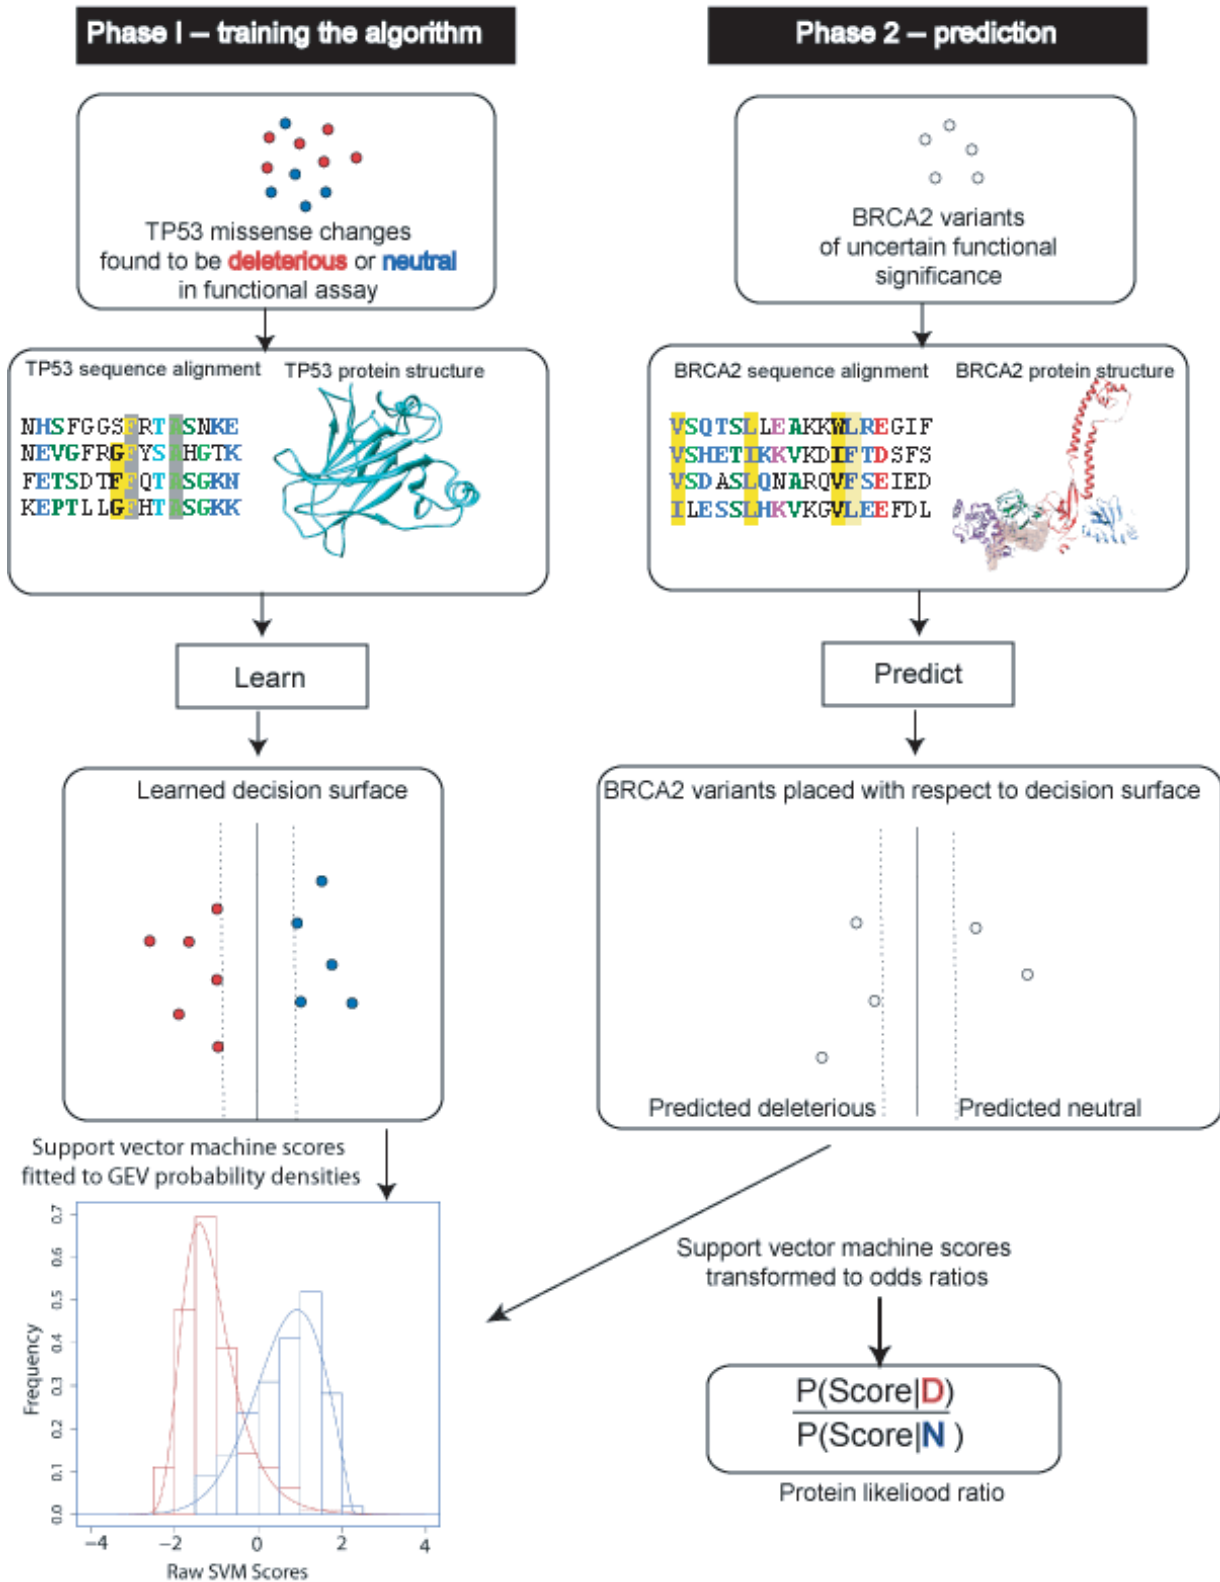 Phase I – training the algorithm
TP53 missense changes
found to be deleterious or neutral
in functional assay
TP53 sequence alignment
TP53 protein structure
NHSFGGSFRTASNKE
NEVGFRGFYSAHGTK
FETSDTFFQTASGKN
KEPTLLGFHTASGKK
Learn
Learned decision surface
Support vector machine scores
fitted to GEV probability densities
Frequency
0.7
0.6
0.5
0.4
0.3
0.2
0.1
0.0
−4 −2 0 2 4
Raw SVM Scores
Phase 2 – prediction
BRCA2 variants
of uncertain functional
significance
BRCA2 sequence alignment
BRCA2 protein structure
VSQTSLLEAKKWLREGIF
VSHETIKKVKDIFTDSFS
VSDASLQNARQVFSEIED
ILESSLHKVKGVLEEFDL
Predict
BRCA2 variants placed with respect to decision surface
Predicted deleterious
Predicted neutral
Support vector machine scores
transformed to odds ratios
P(Score|D)
P(Score|N )
Protein likeliood ratio